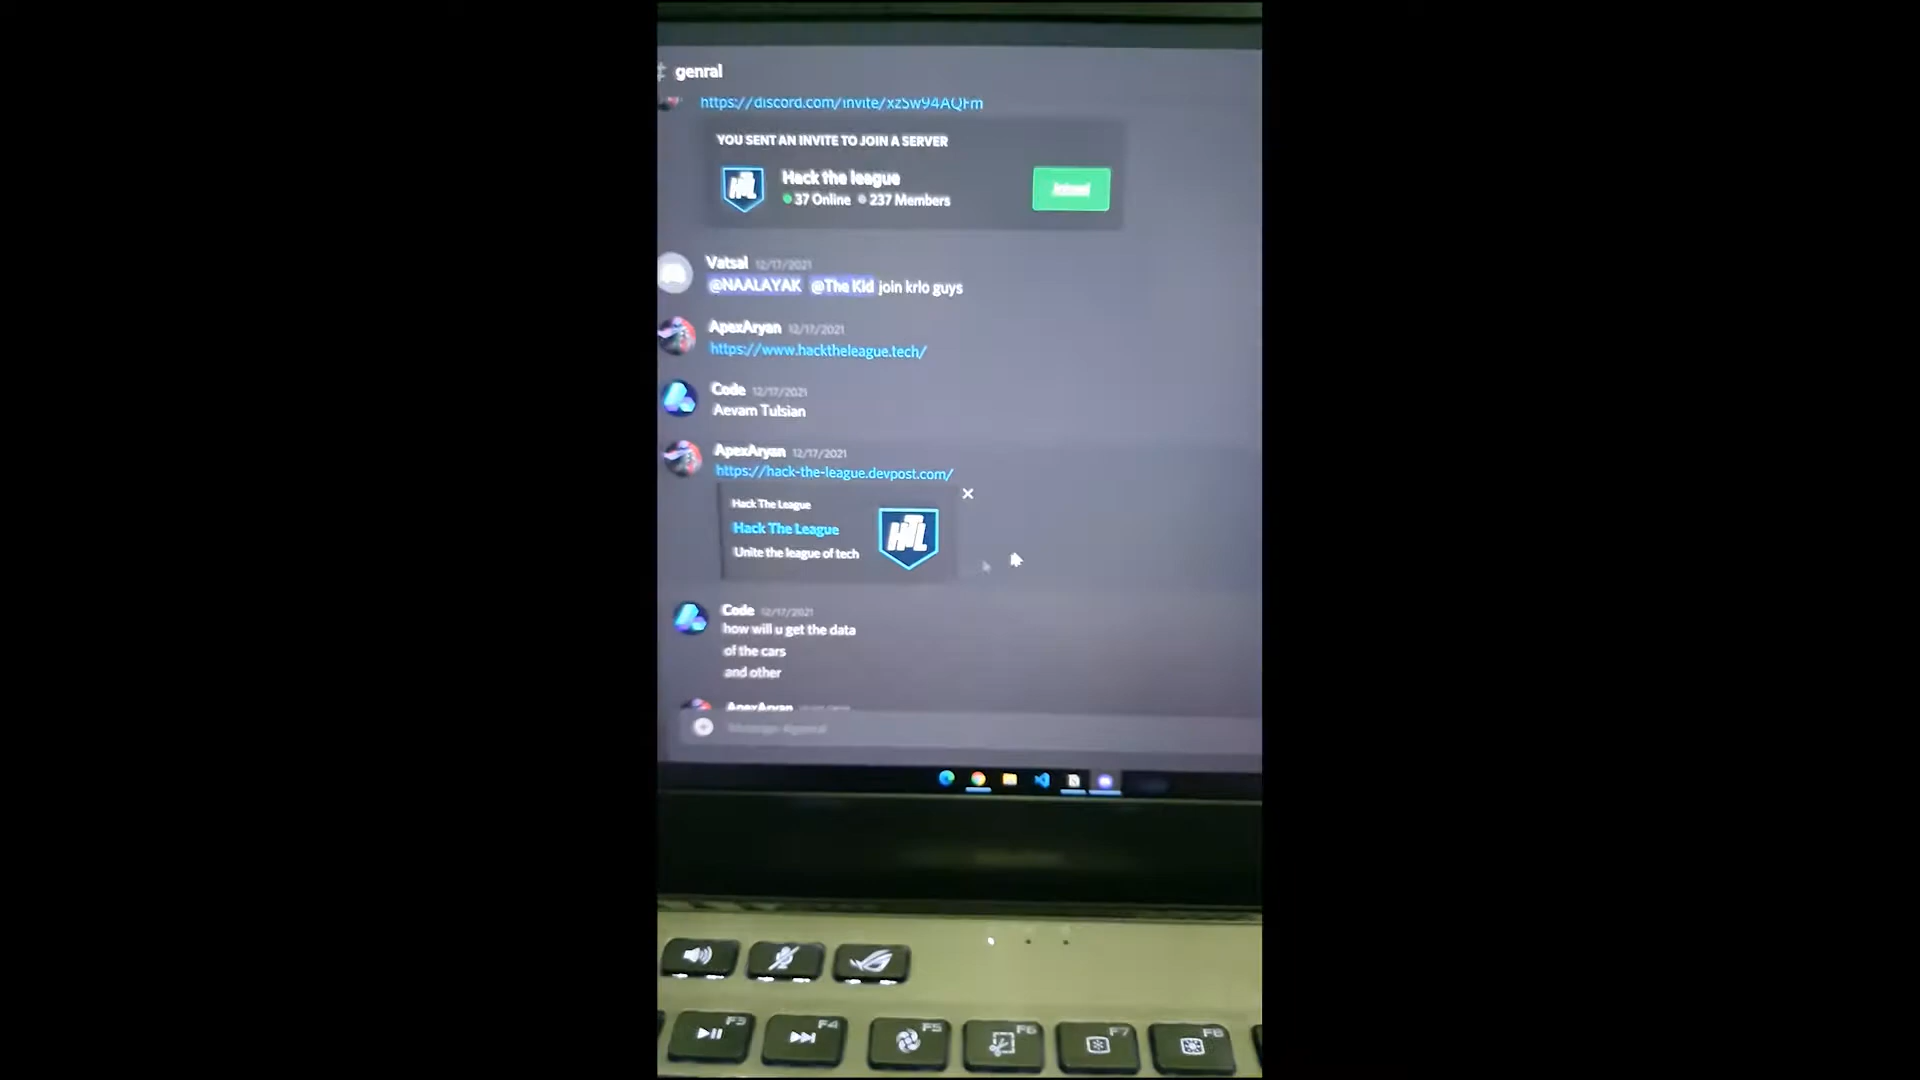 genral
https://discord.com/invite/xzSw94AQFm
YOU SENT AN INVITE TO JOIN A SERVER
Hack the league
37 Online 237 Members
Joined
HTL
Vatsal 12/17/2021
@NAALAYAK @The Kid join krlo guys
ApexAryan 12/17/2021
https://www.hacktheleague.tech/
Code 12/17/2021
Aevam Tulsian
ApexAryan 12/17/2021
https://hack-the-league.devpost.com/
Hack The League
Hack The League
Unite the league of tech
HTL
Code 12/17/2021
how will u get the data
of the cars
and other
ApexAryan
F3 F4 F5 F6 F7 F8